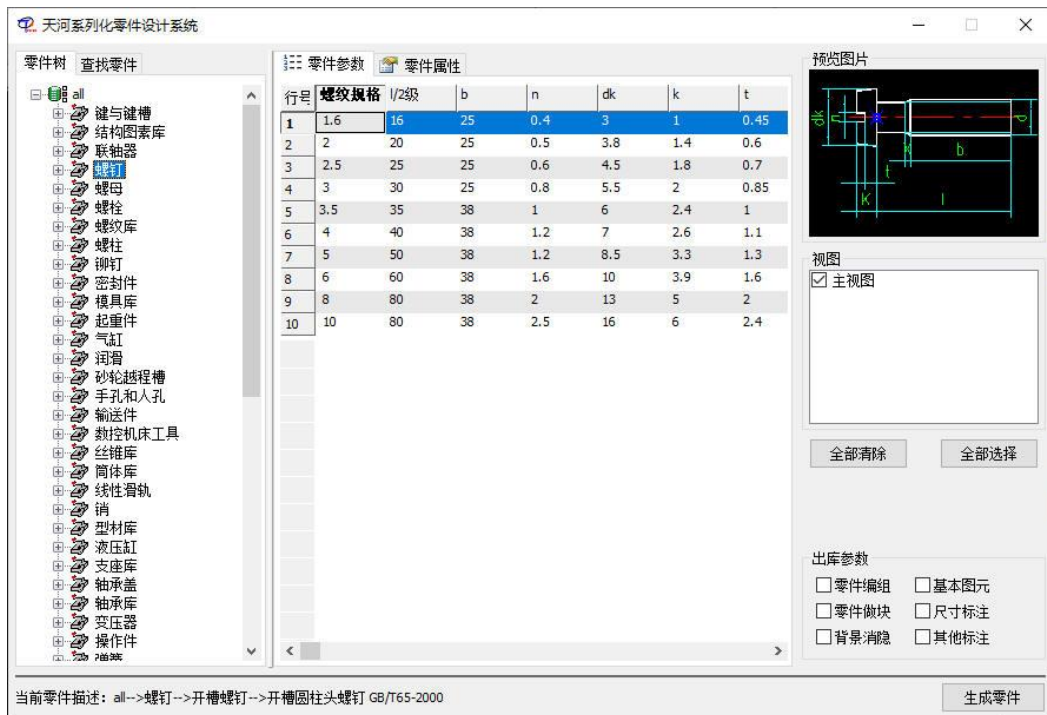 天河系列化零件设计系统
零件树 查找零件
all
键与键槽
结构图素库
联轴器
螺钉
螺母
螺栓
螺纹库
螺柱
铆钉
密封件
模具库
起重件
气缸
润滑
砂轮越程槽
手孔和人孔
输送件
数控机床工具
丝锥库
筒体库
线性滑轨
销
型材库
液压缸
支座库
轴承盖
轴承库
变压器
操作件
弹簧
零件参数 零件属性
行号 螺纹规格 l/2级 b n dk k t
1 1.6 16 25 0.4 3 1 0.45
2 2 20 25 0.5 3.8 1.4 0.6
3 2.5 25 25 0.6 4.5 1.8 0.7
4 3 30 25 0.8 5.5 2 0.85
5 3.5 35 38 1 6 2.4 1
6 4 40 38 1.2 7 2.6 1.1
7 5 50 38 1.2 8.5 3.3 1.3
8 6 60 38 1.6 10 3.9 1.6
9 8 80 38 2 13 5 2
10 10 80 38 2.5 16 6 2.4
预览图片
dk n d
x b
t
K l
视图
主视图
全部清除 全部选择
出库参数
零件编组 基本图元
零件做块 尺寸标注
背景消隐 其他标注
当前零件描述：all-->螺钉-->开槽螺钉-->开槽圆柱头螺钉 GB/T65-2000
生成零件